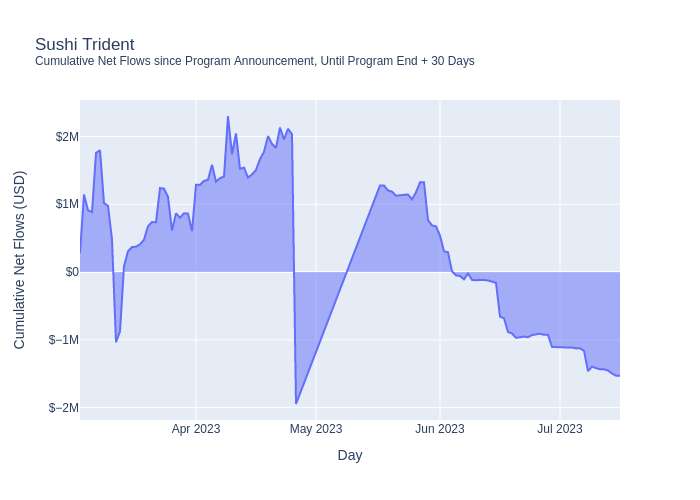 Sushi Trident
Cumulative Net Flows since Program Announcement, Until Program End + 30 Days
Cumulative Net Flows (USD)
$2M
$1M
$0
$−1M
$−2M
Apr 2023
May 2023
Jun 2023
Jul 2023
Day